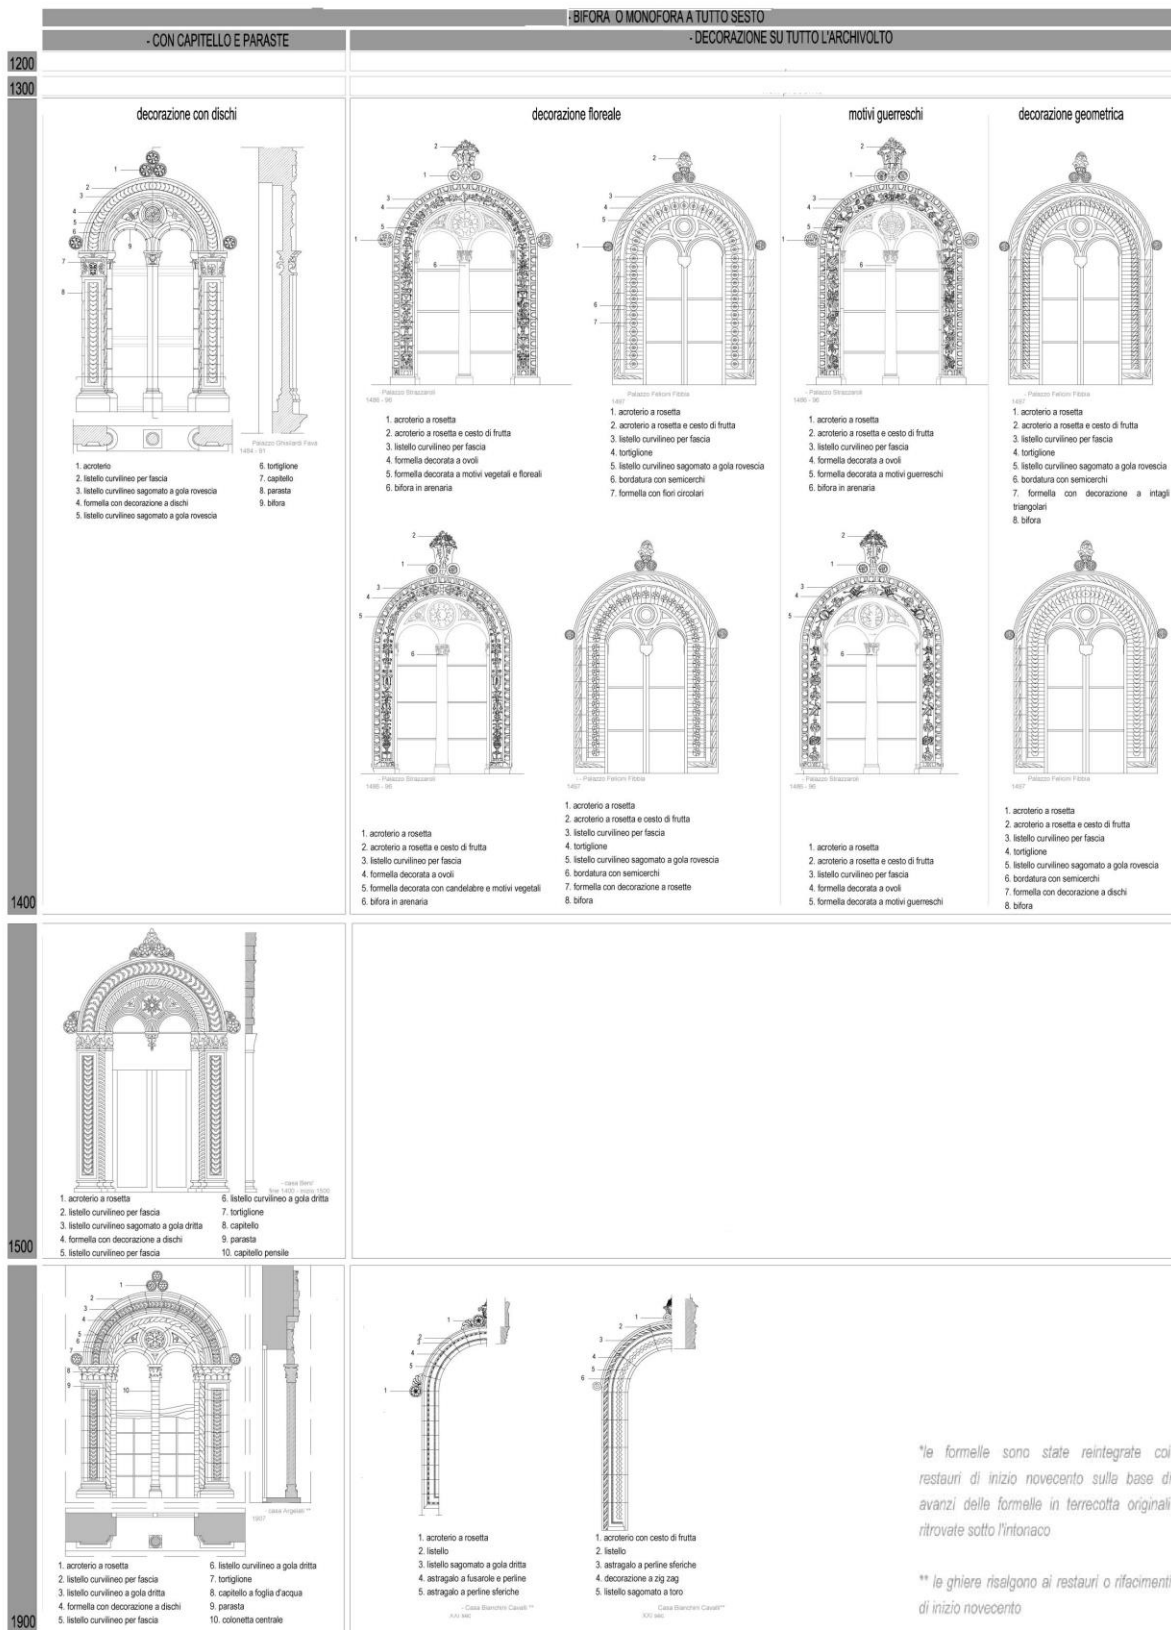 - BIFORA O MONOFORA A TUTTO SESTO
- CON CAPITELLO E PARASTE
- DECORAZIONE SU TUTTO L'ARCHIVOLTO
1200
1300
decorazione con dischi
decorazione floreale
motivi guerreschi
decorazione geometrica
Palazzo Ghisilardi Fava
1484 - 91
1. acroterio
2. listello curvilineo per fascia
3. listello curvilineo sagomato a gola rovescia
4. formella con decorazione a dischi
5. listello curvilineo sagomato a gola rovescia
6. tortiglione
7. capitello
8. parasta
9. bifora
- Palazzo Strazzaroli
1486 - 96
1. acroterio a rosetta
2. acroterio a rosetta e cesto di frutta
3. listello curvilineo per fascia
4. formella decorata a ovoli
5. formella decorata a motivi vegetali e floreali
6. bifora in arenaria
Palazzo Felicini Fibbia
1497
1. acroterio a rosetta
2. acroterio a rosetta e cesto di frutta
3. listello curvilineo per fascia
4. tortiglione
5. listello curvilineo sagomato a gola rovescia
6. bordatura con semicerchi
7. formella con fiori circolari
- Palazzo Strazzaroli
1486 - 96
1. acroterio a rosetta
2. acroterio a rosetta e cesto di frutta
3. listello curvilineo per fascia
4. formella decorata a ovoli
5. formella decorata a motivi guerreschi
6. bifora in arenaria
- Palazzo Felicini Fibbia
1497
1. acroterio a rosetta
2. acroterio a rosetta e cesto di frutta
3. listello curvilineo per fascia
4. tortiglione
5. listello curvilineo sagomato a gola rovescia
6. bordatura con semicerchi
7. formella con decorazione a intagli
triangolari
8. bifora
- Palazzo Strazzaroli
1486 - 96
1. acroterio a rosetta
2. acroterio a rosetta e cesto di frutta
3. listello curvilineo per fascia
4. formella decorata a ovoli
5. formella decorata con candelabre e motivi vegetali
6. bifora in arenaria
- - Palazzo Felicini Fibbia
1497
1. acroterio a rosetta
2. acroterio a rosetta e cesto di frutta
3. listello curvilineo per fascia
4. tortiglione
5. listello curvilineo sagomato a gola rovescia
6. bordatura con semicerchi
7. formella con decorazione a rosette
8. bifora
- Palazzo Strazzaroli
1486 - 96
1. acroterio a rosetta
2. acroterio a rosetta e cesto di frutta
3. listello curvilineo per fascia
4. formella decorata a ovoli
5. formella decorata a motivi guerreschi
- Palazzo Felicini Fibbia
1497
1. acroterio a rosetta
2. acroterio a rosetta e cesto di frutta
3. listello curvilineo per fascia
4. tortiglione
5. listello curvilineo sagomato a gola rovescia
6. bordatura con semicerchi
7. formella con decorazione a dischi
8. bifora
1400
- casa Berò'
fine 1400 - inizio 1500
1. acroterio a rosetta
2. listello curvilineo per fascia
3. listello curvilineo sagomato a gola dritta
4. formella con decorazione a dischi
5. listello curvilineo per fascia
6. listello curvilineo a gola dritta
7. tortiglione
8. capitello
9. parasta
10. capitello pensile
1500
- casa Argelati **
1907
1. acroterio a rosetta
2. listello curvilineo per fascia
3. listello curvilineo a gola dritta
4. formella con decorazione a dischi
5. listello curvilineo per fascia
6. listello curvilineo a gola dritta
7. tortiglione
8. capitello a foglia d'acqua
9. parasta
10. colonetta centrale
1. acroterio a rosetta
2. listello
3. listello sagomato a gola dritta
4. astragalo a fusarole e perline
5. astragalo a perline sferiche
- Casa Bianchini Cavalli **
XXI sec
1. acroterio con cesto di frutta
2. listello
3. astragalo a perline sferiche
4. decorazione a zig zag
5. listello sagomato a toro
Casa Bianchini Cavalli**
XXI sec
*le formelle sono state reintegrate coi
restauri di inizio novecento sulla base di
avanzi delle formelle in terrecotta originali
ritrovate sotto l'intonaco
** le ghiere risalgono ai restauri o rifacimenti
di inizio novecento
1900